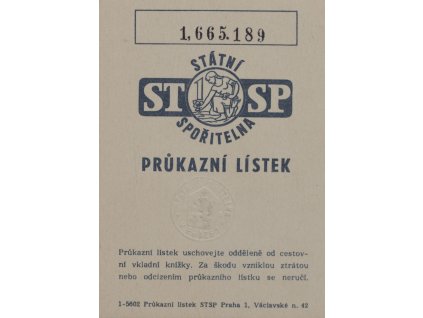 1,665.189
STÁTNÍ
ST SP
SPOŘITELNA
PRŮKAZNÍ LÍSTEK
Průkazní lístek uschovejte odděleně od cestov-
ní vkladní knížky. Za škodu vzniklou ztrátou
nebo odcizením průkazního lístku se neručí.
1-5602 Průkazní lístek STSP Praha 1, Václavské n. 42